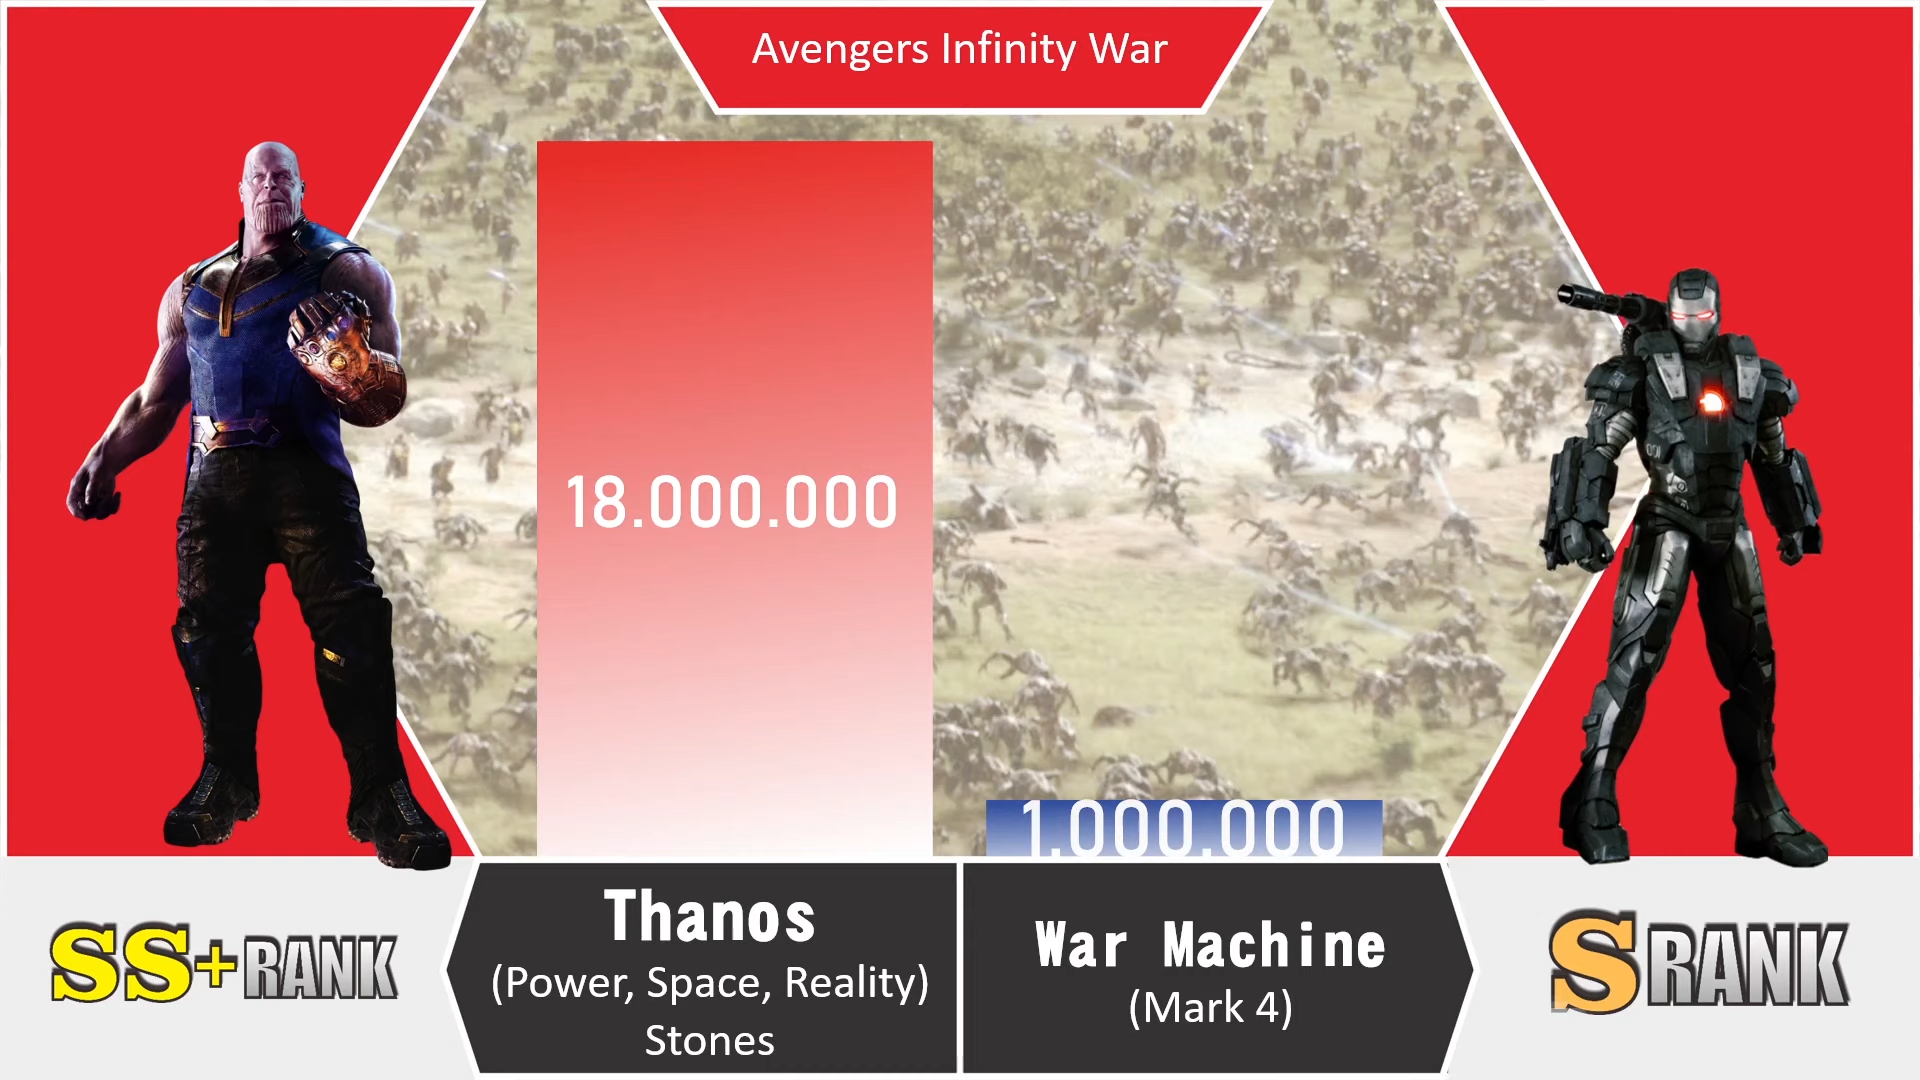 Avengers Infinity War
18.000.000
1.000.000
Thanos
(Power, Space, Reality)
Stones
War Machine
(Mark 4)
SS+RANK
S RANK